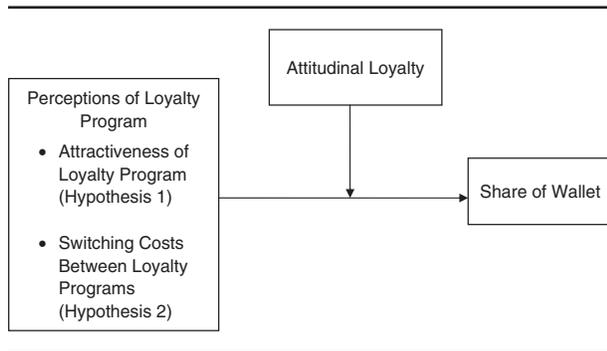 Attitudinal Loyalty
Perceptions of Loyalty
Program
• Attractiveness of
Loyalty Program
(Hypothesis 1)
• Switching Costs
Between Loyalty
Programs
(Hypothesis 2)
Share of Wallet